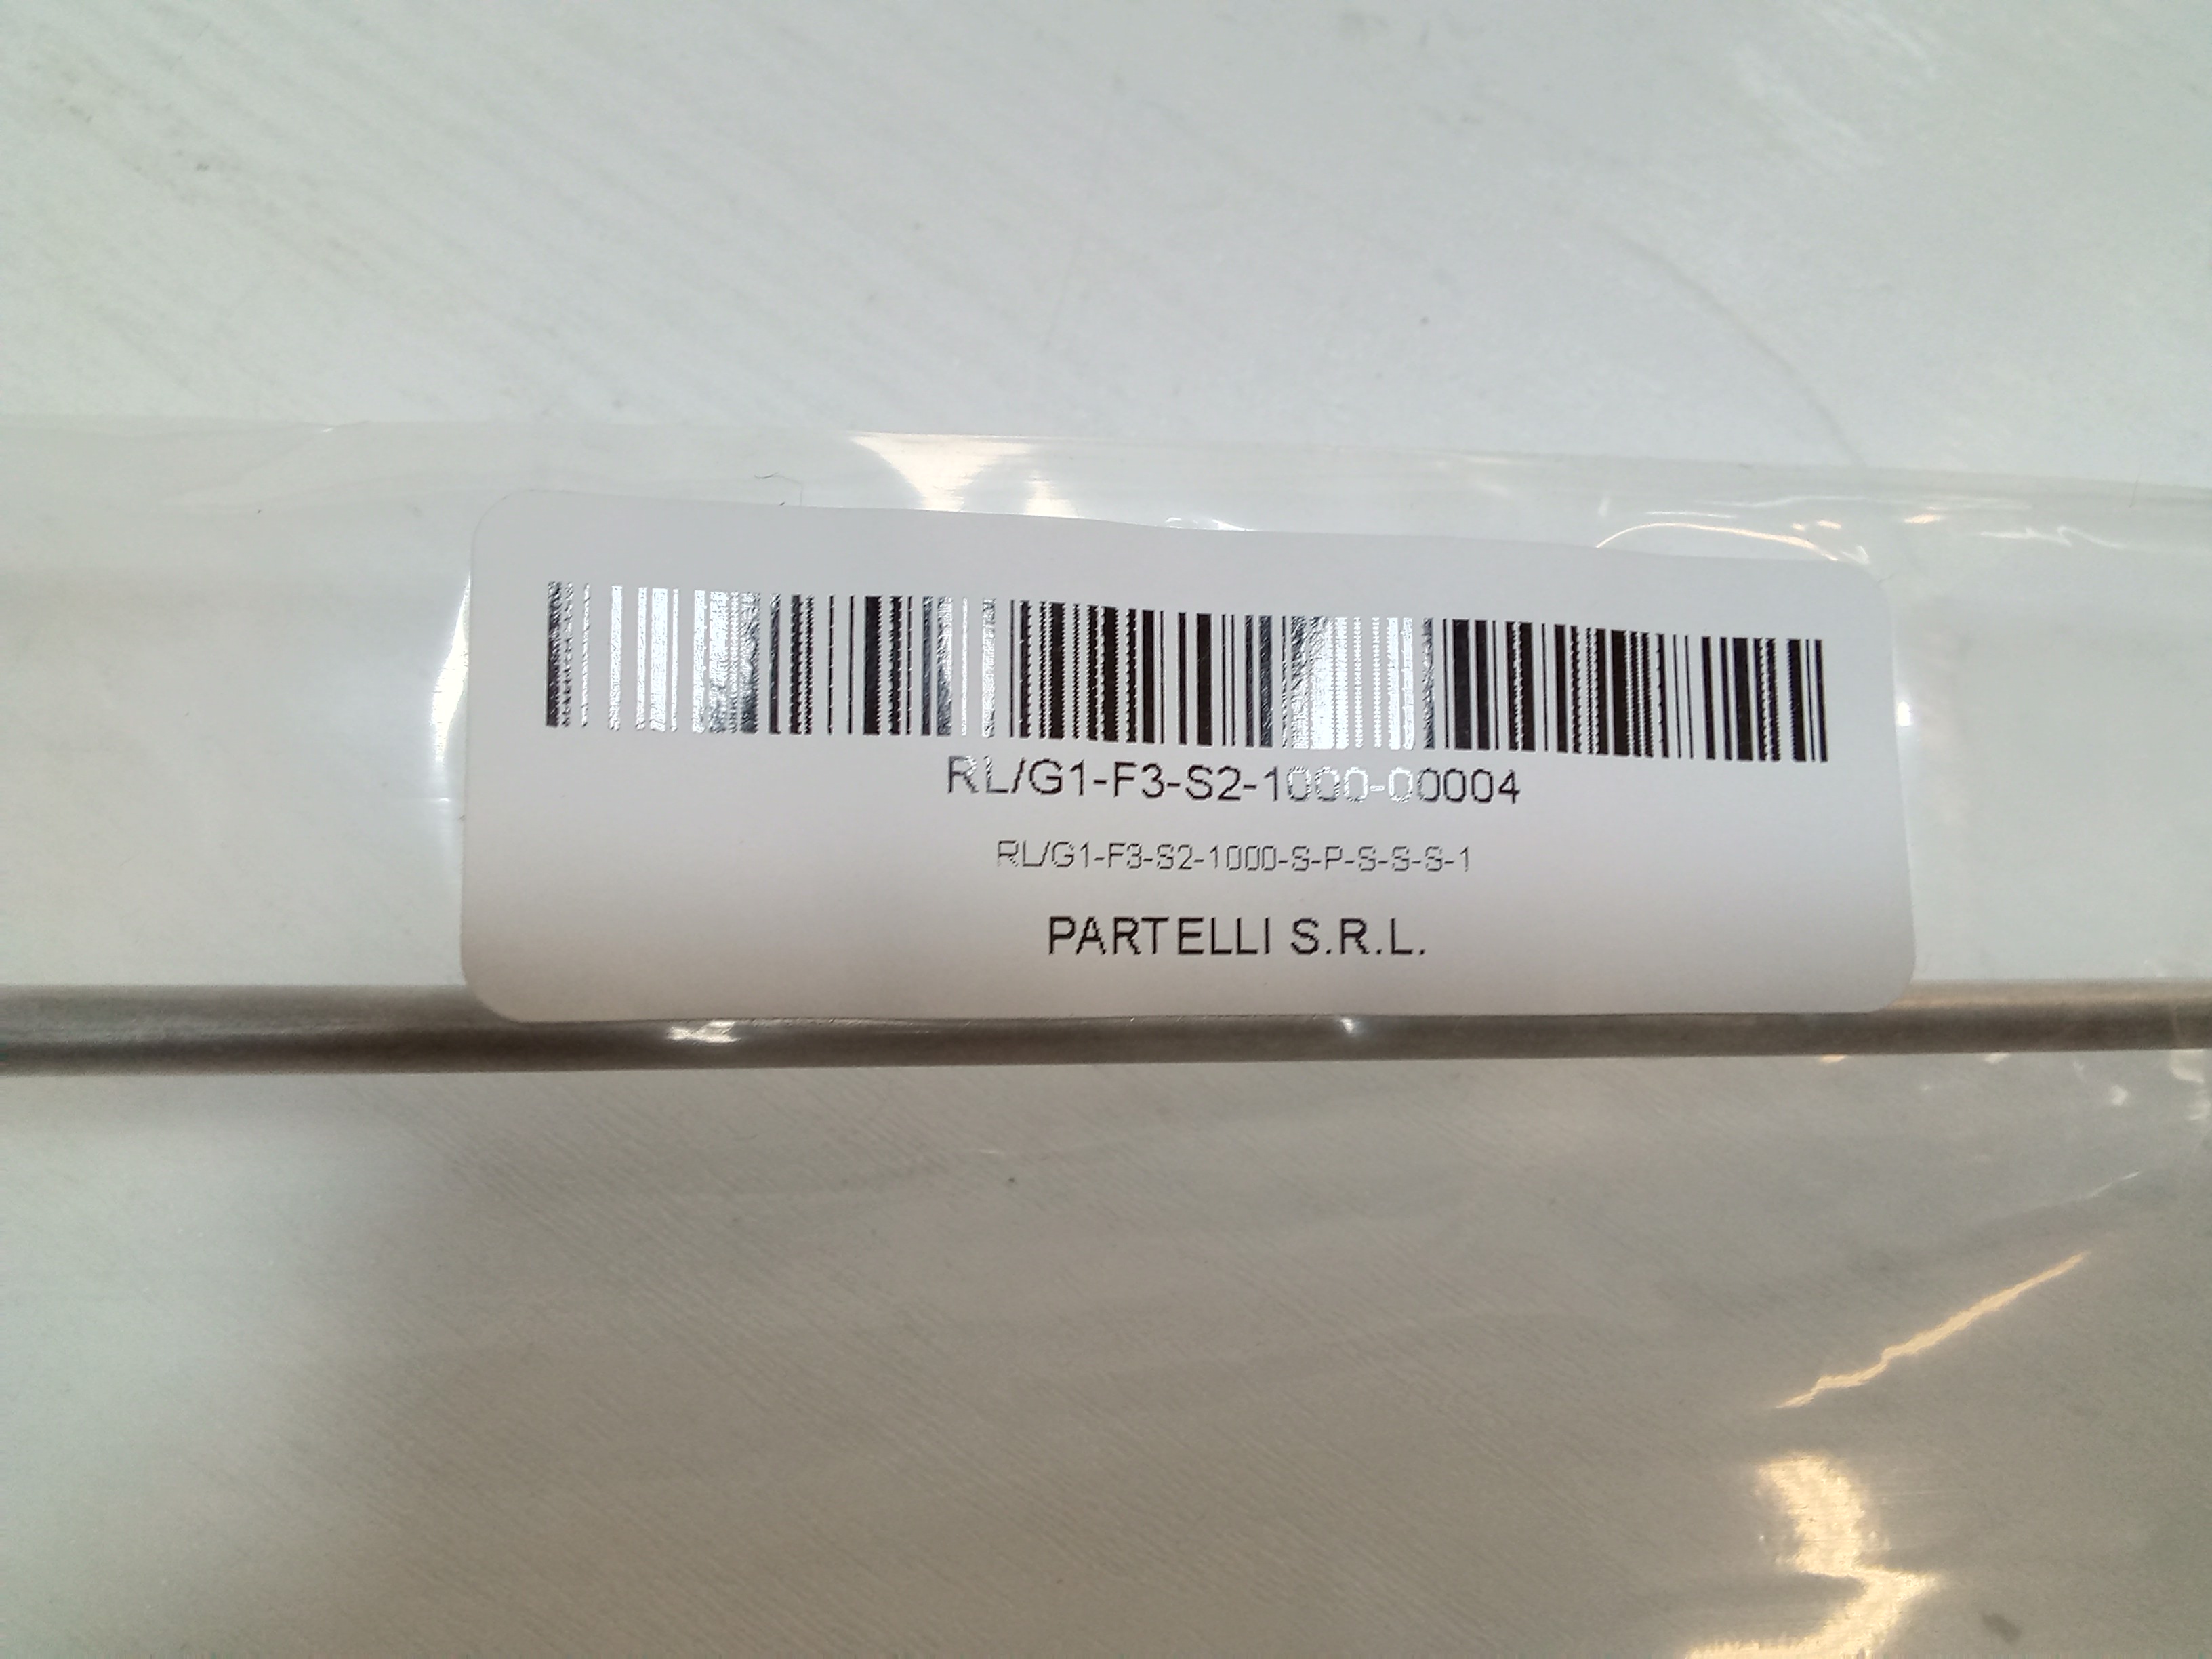 RL/G1-F3-S2-1000-00004
RL/G1-F3-S2-1000-S-P-S-S-S-1
PARTELLI S.R.L.